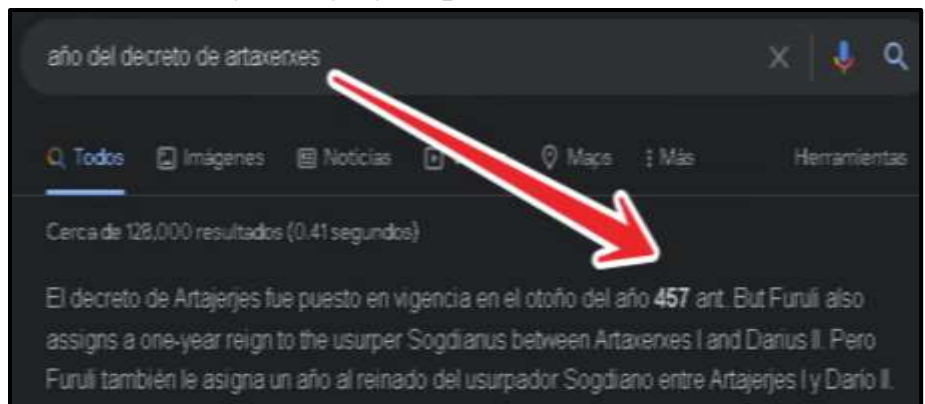 año del decreto de artaxerxes
Todos Imágenes Noticias Maps Más Herramientas
Cerca de 128,000 resultados (0.41 segundos)
El decreto de Artajerjes fue puesto en vigencia en el otoño del año 457 ant. But Furuli also
assigns a one-year reign to the usurper Sogdianus between Artaxerxes I and Darius II. Pero
Furuli también le asigna un año al reinado del usurpador Sogdiano entre Artajerjes I y Darío II.